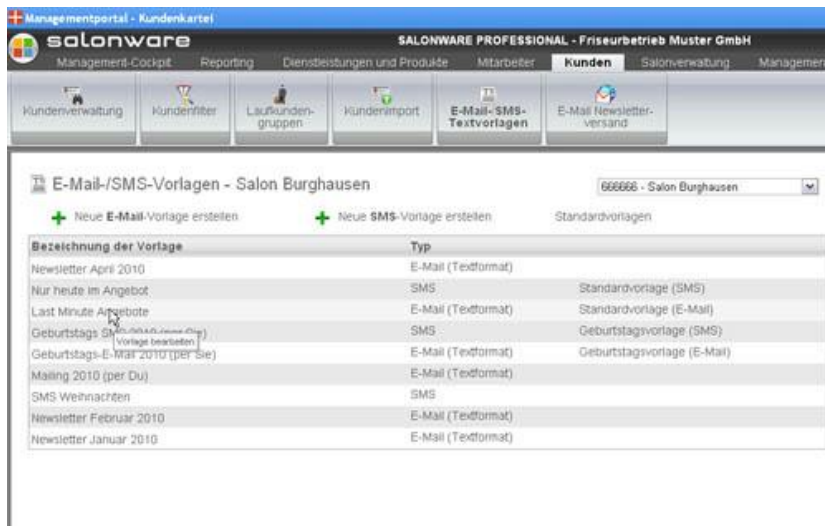 Managementportal - Kundenkartei
salonware
SALONWARE PROFESSIONAL - Friseurbetrieb Muster GmbH
Management-Cockpit Reporting Dienstleistungen und Produkte Mitarbeiter Kunden Salonverwaltung Managemen
Kundenverwaltung Kundenfilter Laufkunden- Kundenimport E-Mail- SMS- E-Mail Newsletter-
gruppen Textvorlagen versand
E-Mail-/SMS-Vorlagen - Salon Burghausen 666666 - Salon Burghausen
Neue E-Mail-Vorlage erstellen Neue SMS-Vorlage erstellen Standardvorlagen
Bezeichnung der Vorlage Typ
Newsletter April 2010 E-Mail (Textformat)
Nur heute im Angebot SMS Standardvorlage (SMS)
Last Minute Angebote E-Mail (Textformat) Standardvorlage (E-Mail)
Geburtstags SMS 2010 (per Sie) SMS Geburtstagsvorlage (SMS)
Vorlage bearbeiten
Geburtstags-E-Mail 2010 (per Sie) E-Mail (Textformat) Geburtstagsvorlage (E-Mail)
Mailing 2010 (per Du) E-Mail (Textformat)
SMS Weihnachten SMS
Newsletter Februar 2010 E-Mail (Textformat)
Newsletter Januar 2010 E-Mail (Textformat)